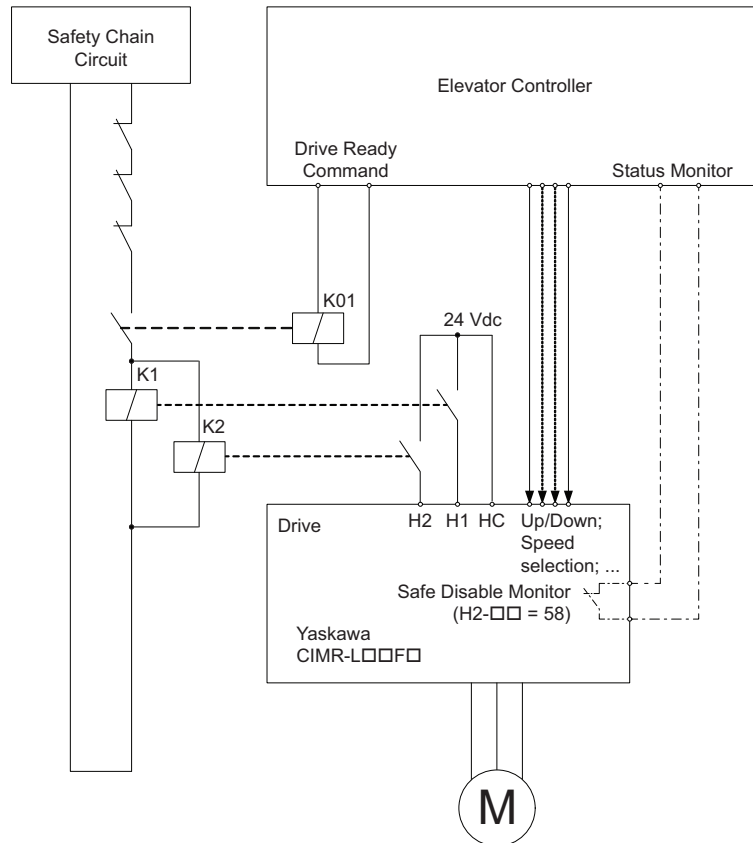 Safety Chain
Circuit
Elevator Controller
Drive Ready
Command
Status Monitor
K01
24 Vdc
K1
K2
Drive
H2
H1
HC
Up/Down;
Speed
selection; ...
Safe Disable Monitor
(H2-□□ = 58)
Yaskawa
CIMR-L□□F□
M